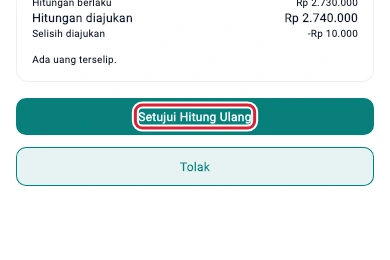 Hitungan berlaku Rp 2.730.000
Hitungan diajukan Rp 2.740.000
Selisih diajukan -Rp 10.000
Ada uang terselip.
Setujui Hitung Ulang
Tolak